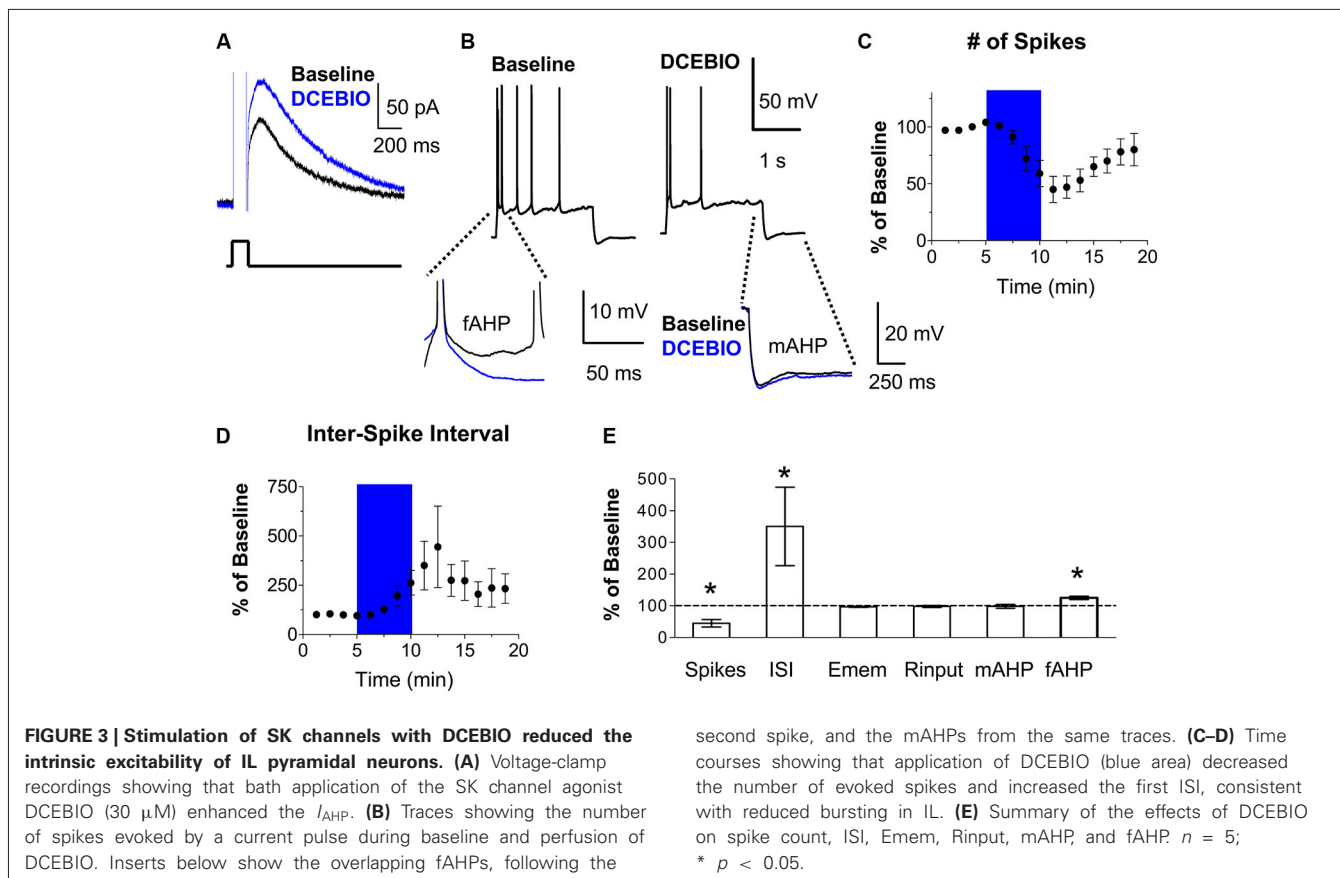 A
Baseline
DCEBIO
50 pA
200 ms
B
Baseline
DCEBIO
50 mV
1 s
fAHP
10 mV
50 ms
Baseline
DCEBIO
mAHP
20 mV
250 ms
C
# of Spikes
% of Baseline
100
50
0
0
5
10
15
20
Time (min)
D
Inter-Spike Interval
% of Baseline
750
500
250
0
0
5
10
15
20
Time (min)
E
% of Baseline
500
400
300
200
100
0
*
*
*
Spikes
ISI
Emem
Rinput
mAHP
fAHP
FIGURE 3 | Stimulation of SK channels with DCEBIO reduced the
intrinsic excitability of IL pyramidal neurons. (A) Voltage-clamp
recordings showing that bath application of the SK channel agonist
DCEBIO (30 μM) enhanced the IAHP. (B) Traces showing the number
of spikes evoked by a current pulse during baseline and perfusion of
DCEBIO. Inserts below show the overlapping fAHPs, following the
second spike, and the mAHPs from the same traces. (C–D) Time
courses showing that application of DCEBIO (blue area) decreased
the number of evoked spikes and increased the first ISI, consistent
with reduced bursting in IL. (E) Summary of the effects of DCEBIO
on spike count, ISI, Emem, Rinput, mAHP, and fAHP. n = 5;
* p < 0.05.